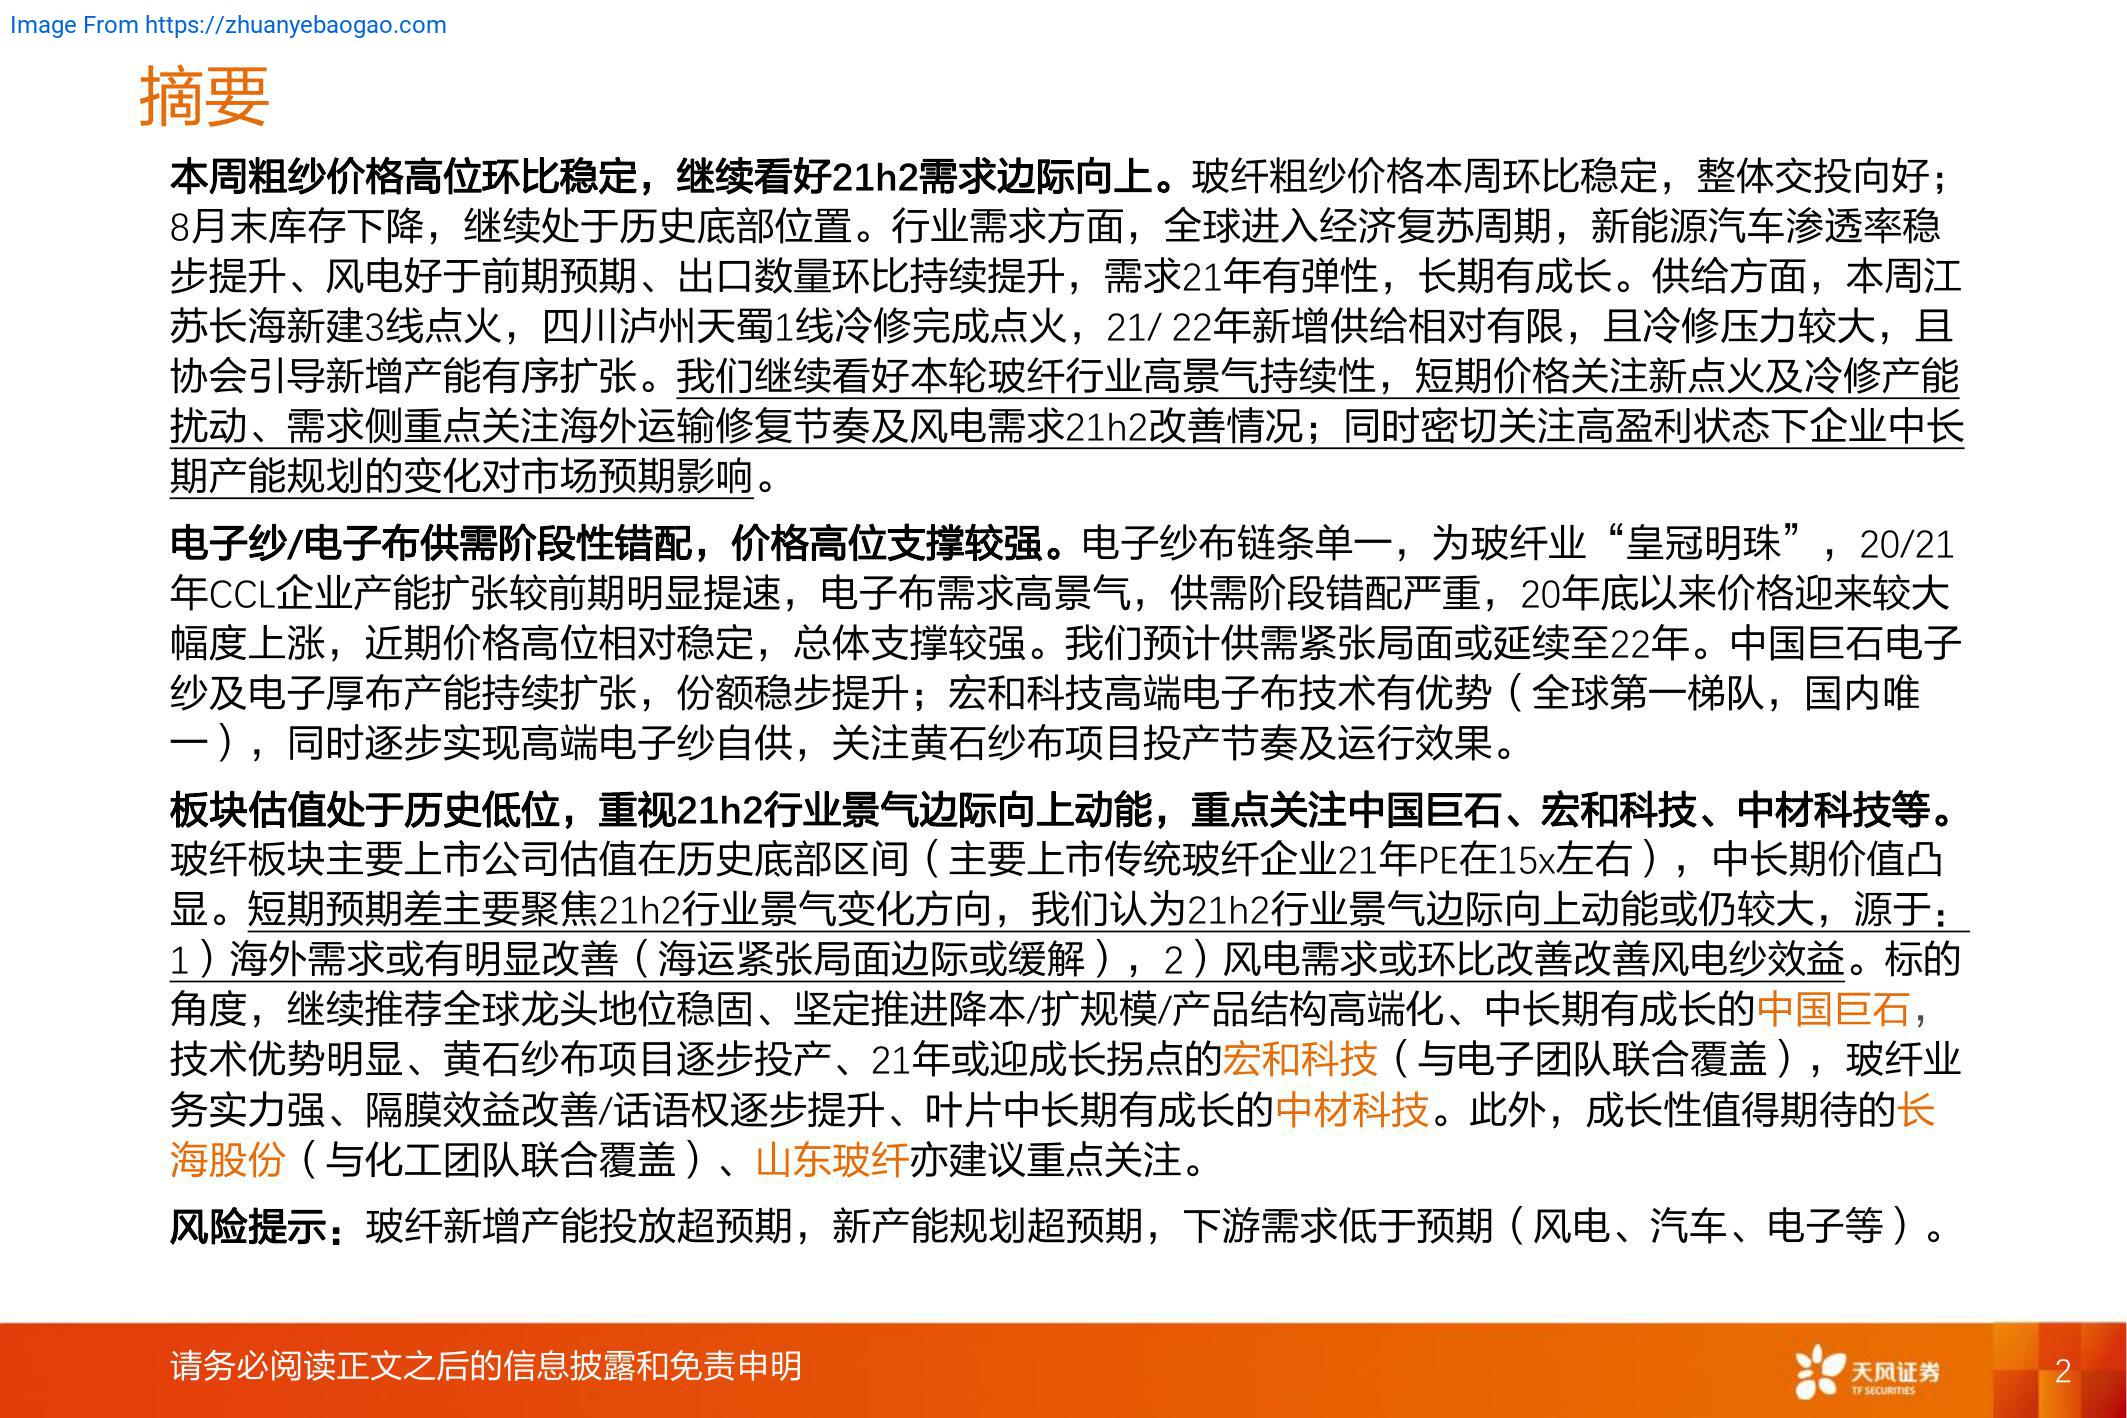 Image From https://zhuanyebaogao.com
摘要
本周粗纱价格高位环比稳定，继续看好21h2需求边际向上。玻纤粗纱价格本周环比稳定，整体交投向好；
8月末库存下降，继续处于历史底部位置。行业需求方面，全球进入经济复苏周期，新能源汽车渗透率稳
步提升、风电好于前期预期、出口数量环比持续提升，需求21年有弹性，长期有成长。供给方面，本周江
苏长海新建3线点火，四川泸州天蜀1线冷修完成点火，21/ 22年新增供给相对有限，且冷修压力较大，且
协会引导新增产能有序扩张。我们继续看好本轮玻纤行业高景气持续性，短期价格关注新点火及冷修产能
扰动、需求侧重点关注海外运输修复节奏及风电需求21h2改善情况；同时密切关注高盈利状态下企业中长
期产能规划的变化对市场预期影响。
电子纱/电子布供需阶段性错配，价格高位支撑较强。电子纱布链条单一，为玻纤业“皇冠明珠”，20/21
年CCL企业产能扩张较前期明显提速，电子布需求高景气，供需阶段错配严重，20年底以来价格迎来较大
幅度上涨，近期价格高位相对稳定，总体支撑较强。我们预计供需紧张局面或延续至22年。中国巨石电子
纱及电子厚布产能持续扩张，份额稳步提升；宏和科技高端电子布技术有优势（全球第一梯队，国内唯
一），同时逐步实现高端电子纱自供，关注黄石纱布项目投产节奏及运行效果。
板块估值处于历史低位，重视21h2行业景气边际向上动能，重点关注中国巨石、宏和科技、中材科技等。
玻纤板块主要上市公司估值在历史底部区间（主要上市传统玻纤企业21年PE在15x左右），中长期价值凸
显。短期预期差主要聚焦21h2行业景气变化方向，我们认为21h2行业景气边际向上动能或仍较大，源于：
1）海外需求或有明显改善（海运紧张局面边际或缓解），2）风电需求或环比改善改善风电纱效益。标的
角度，继续推荐全球龙头地位稳固、坚定推进降本/扩规模/产品结构高端化、中长期有成长的中国巨石，
技术优势明显、黄石纱布项目逐步投产、21年或迎成长拐点的宏和科技（与电子团队联合覆盖），玻纤业
务实力强、隔膜效益改善/话语权逐步提升、叶片中长期有成长的中材科技。此外，成长性值得期待的长
海股份（与化工团队联合覆盖）、山东玻纤亦建议重点关注。
风险提示：玻纤新增产能投放超预期，新产能规划超预期，下游需求低于预期（风电、汽车、电子等）。
请务必阅读正文之后的信息披露和免责申明
天风证券
TF SECURITIES
2